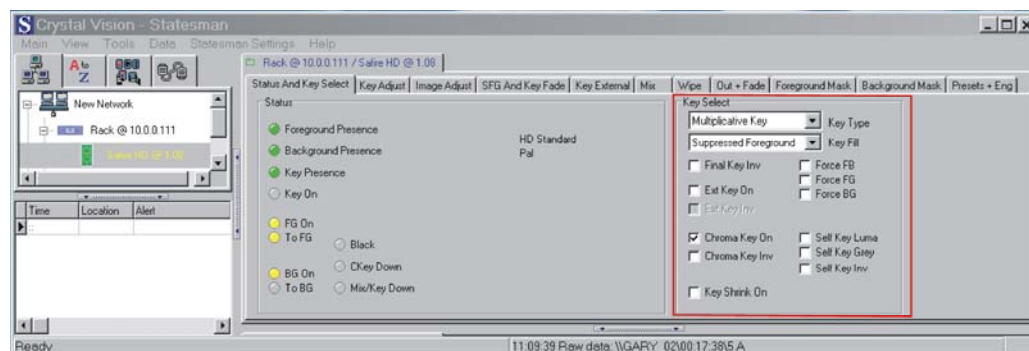 S Crystal Vision - Statesman
Main View Tools Data Statesman Settings Help
A to Z
Rack @ 10.0.0.111 / Safire HD @ 1.08
New Network
Rack @ 10.0.0.111
Safire HD @ 1.08
Time Location Alert
Status And Key Select Key Adjust Image Adjust SFG And Key Fade Key External Mix Wipe Out + Fade Foreground Mask Background Mask Presets + Eng
Status
Foreground Presence
Background Presence
Key Presence
Key On
FG On
To FG
BG On
To BG
Black
CKey Down
Mix/Key Down
HD Standard
Pal
Key Select
Multiplicative Key Key Type
Suppressed Foreground Key Fill
Final Key Inv
Ext Key On
Ext Key Inv
Force FB
Force FG
Force BG
Chroma Key On
Chroma Key Inv
Self Key Luma
Self Key Grey
Self Key Inv
Key Shrink On
Ready
11:09:39 Raw data: \\GARY_02\00:17:38\5 A